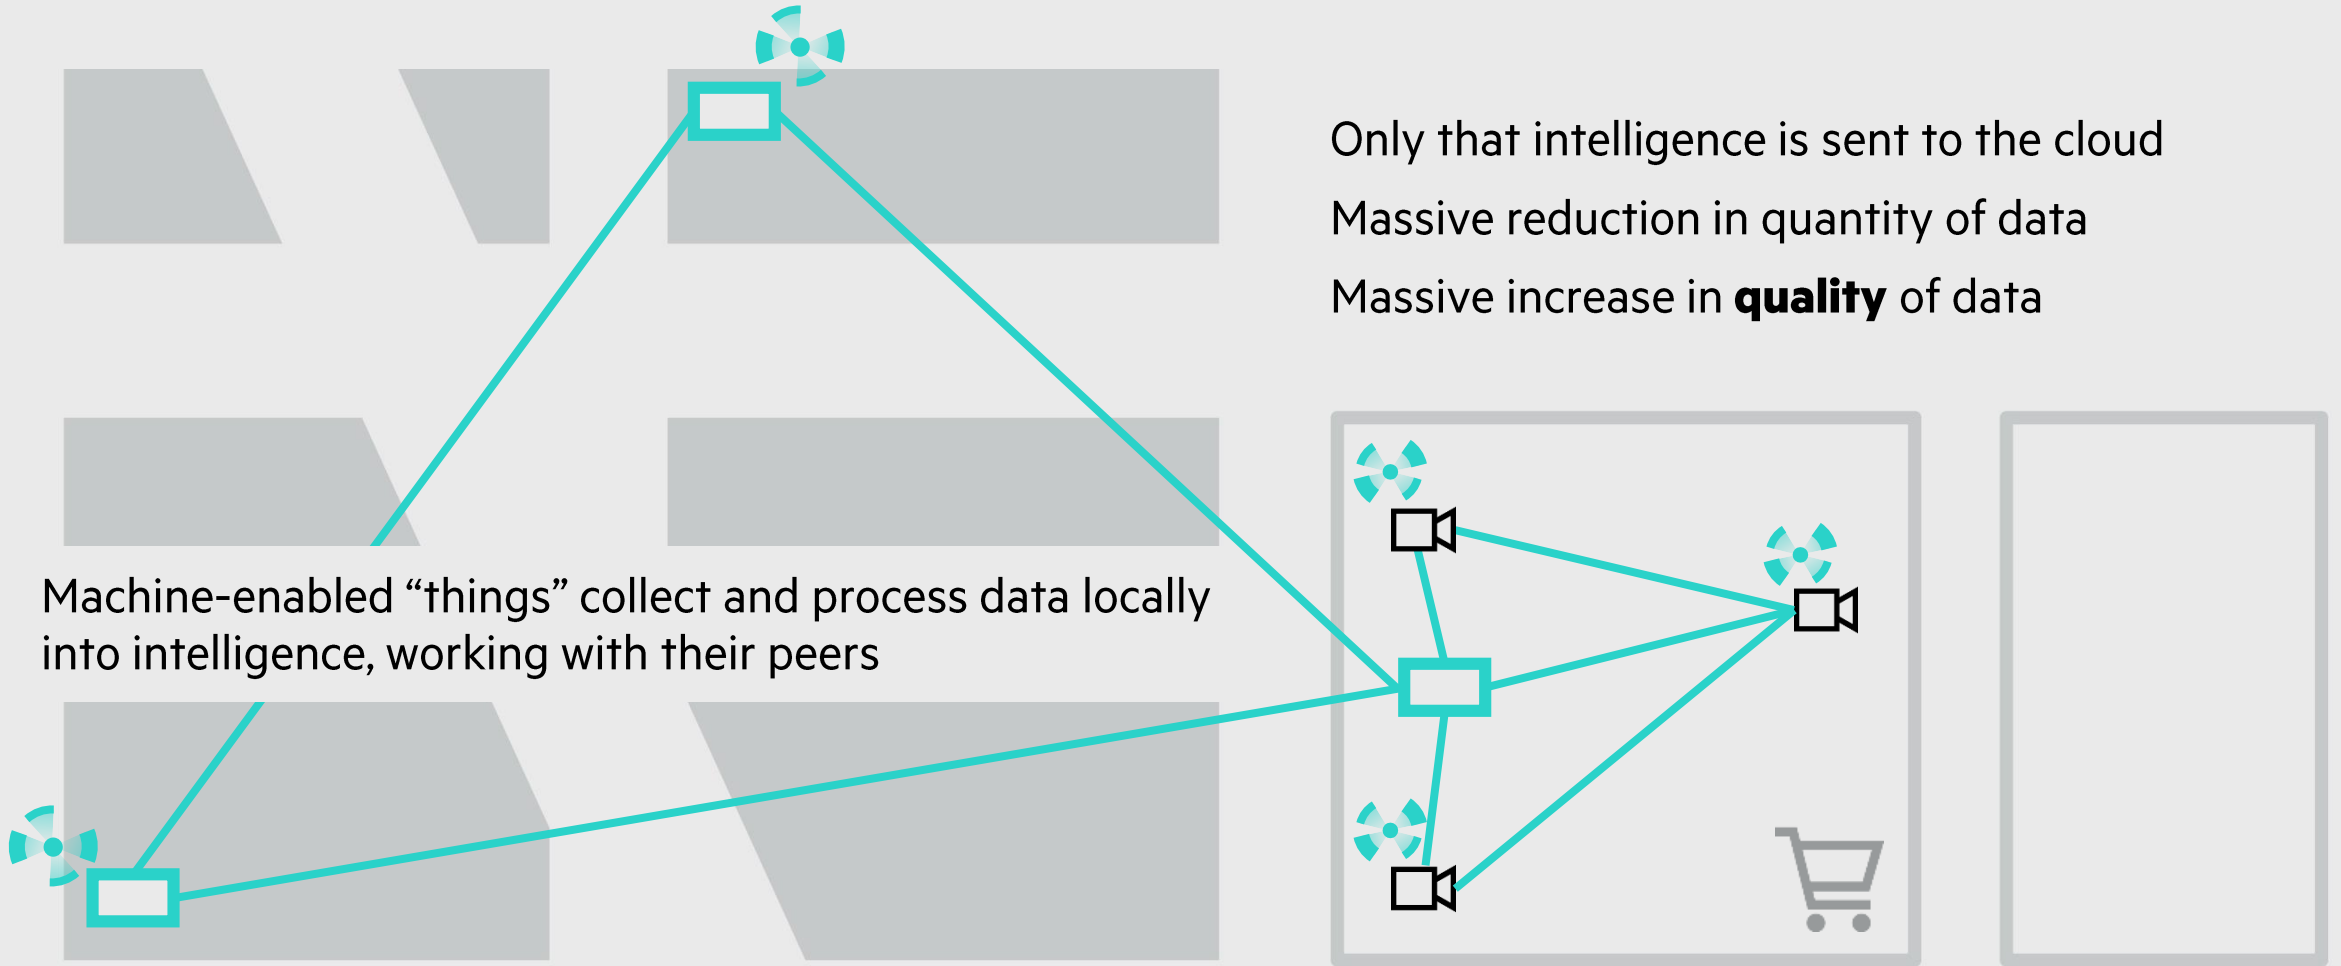 Only that intelligence is sent to the cloud
Massive reduction in quantity of data
Massive increase in quality of data
Machine-enabled “things” collect and process data locally
into intelligence, working with their peers